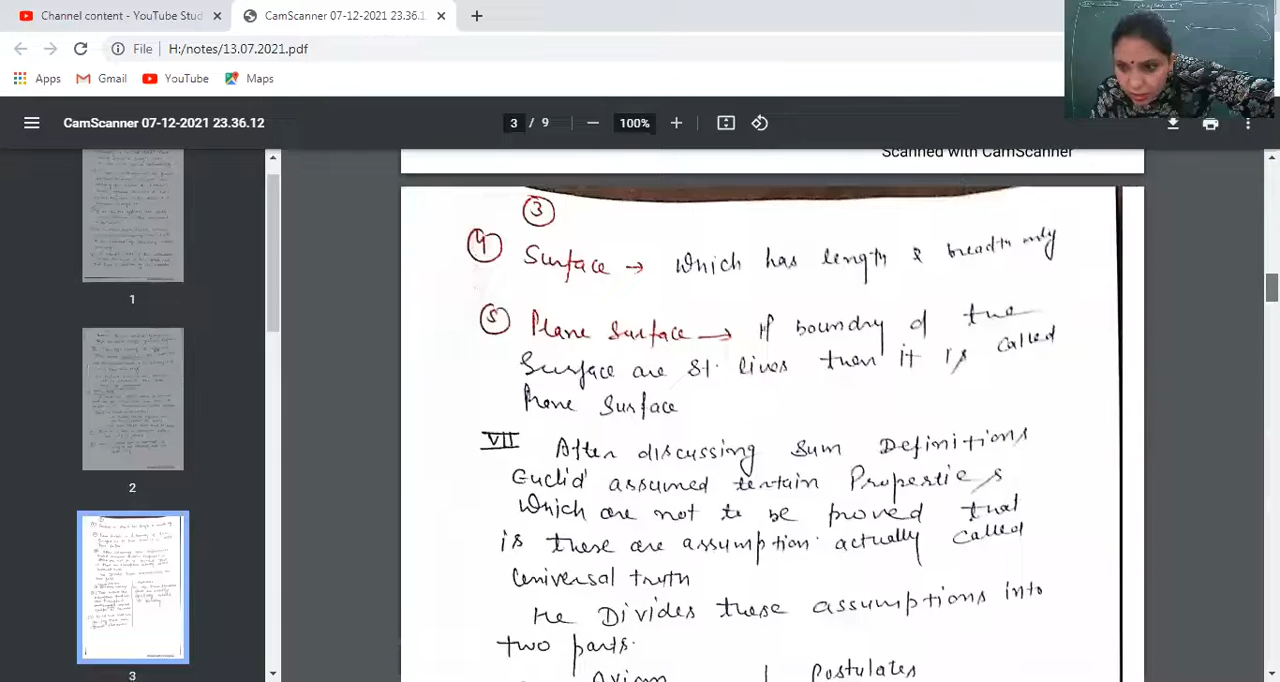 Channel content - YouTube Stud
CamScanner 07-12-2021 23.36.1
File H:/notes/13.07.2021.pdf
Apps Gmail YouTube Maps
CamScanner 07-12-2021 23.36.12
3 / 9
100%
Scanned with CamScanner
3
4 Surface → Which has length & breadth only
5 Plane Surface → If boundry of the
Surface are St. lines then it is called
Plane Surface
VII After discussing Sum Definitions
Euclid assumed certain Properties
Which are not to be proved that
is these are assumption actually called
Universal truth
He Divides these assumptions into
two parts.
Axiom Postulates
1
2
3